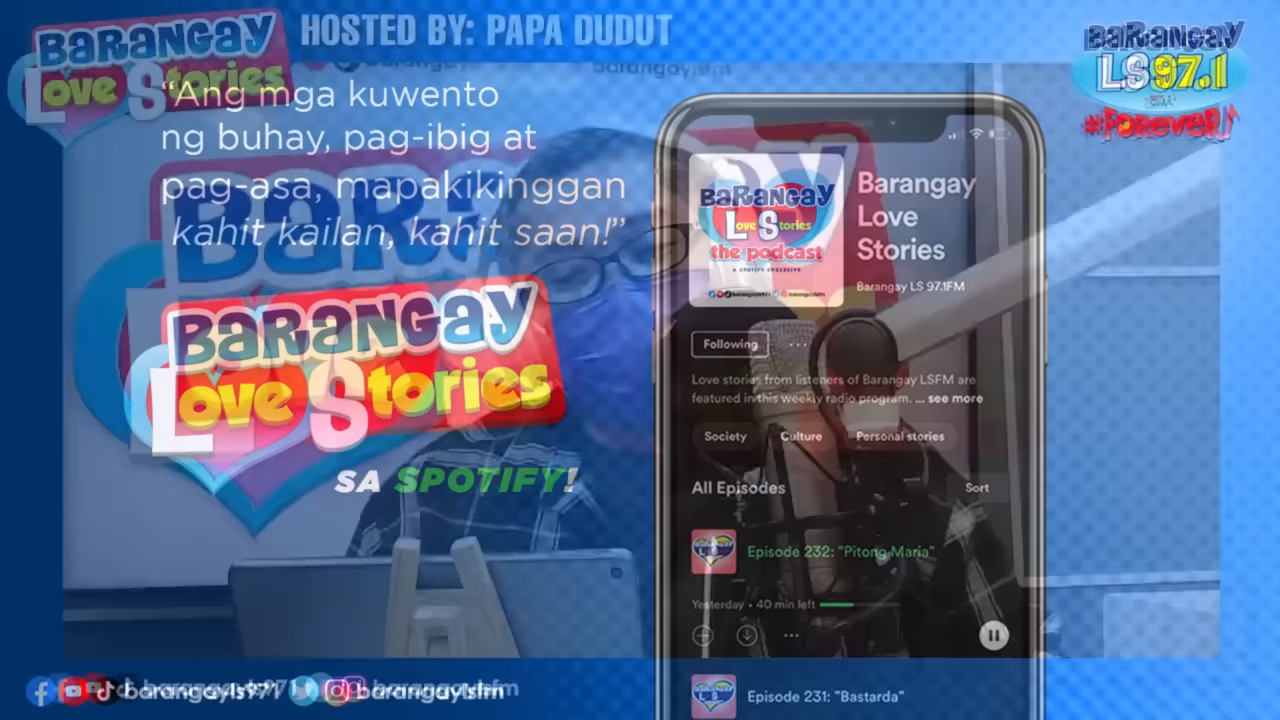 BARANGAY
Love Stories
HOSTED BY: PAPA DUDUT
BARANGAY
LS 97.1
#FOREVER!
barangaylsfm
“Ang mga kuwento
ng buhay, pag-ibig at
pag-asa, mapakikinggan
kahit kailan, kahit saan!”
BARANGAY
Love Stories
SA SPOTIFY!
BARANGAY
Love Stories
the podcast
A SPOTIFY EXCLUSIVE
barangayls971 barangaylsfm
Barangay
Love
Stories
Barangay LS 97.1FM
Following
Love stories from listeners of Barangay LSFM are
featured in this weekly radio program. ... see more
Society Culture Personal stories
All Episodes Sort
Episode 232: "Pitong Maria"
Yesterday • 40 min left
Episode 231: "Bastarda"
barangayls971 barangaylsfm